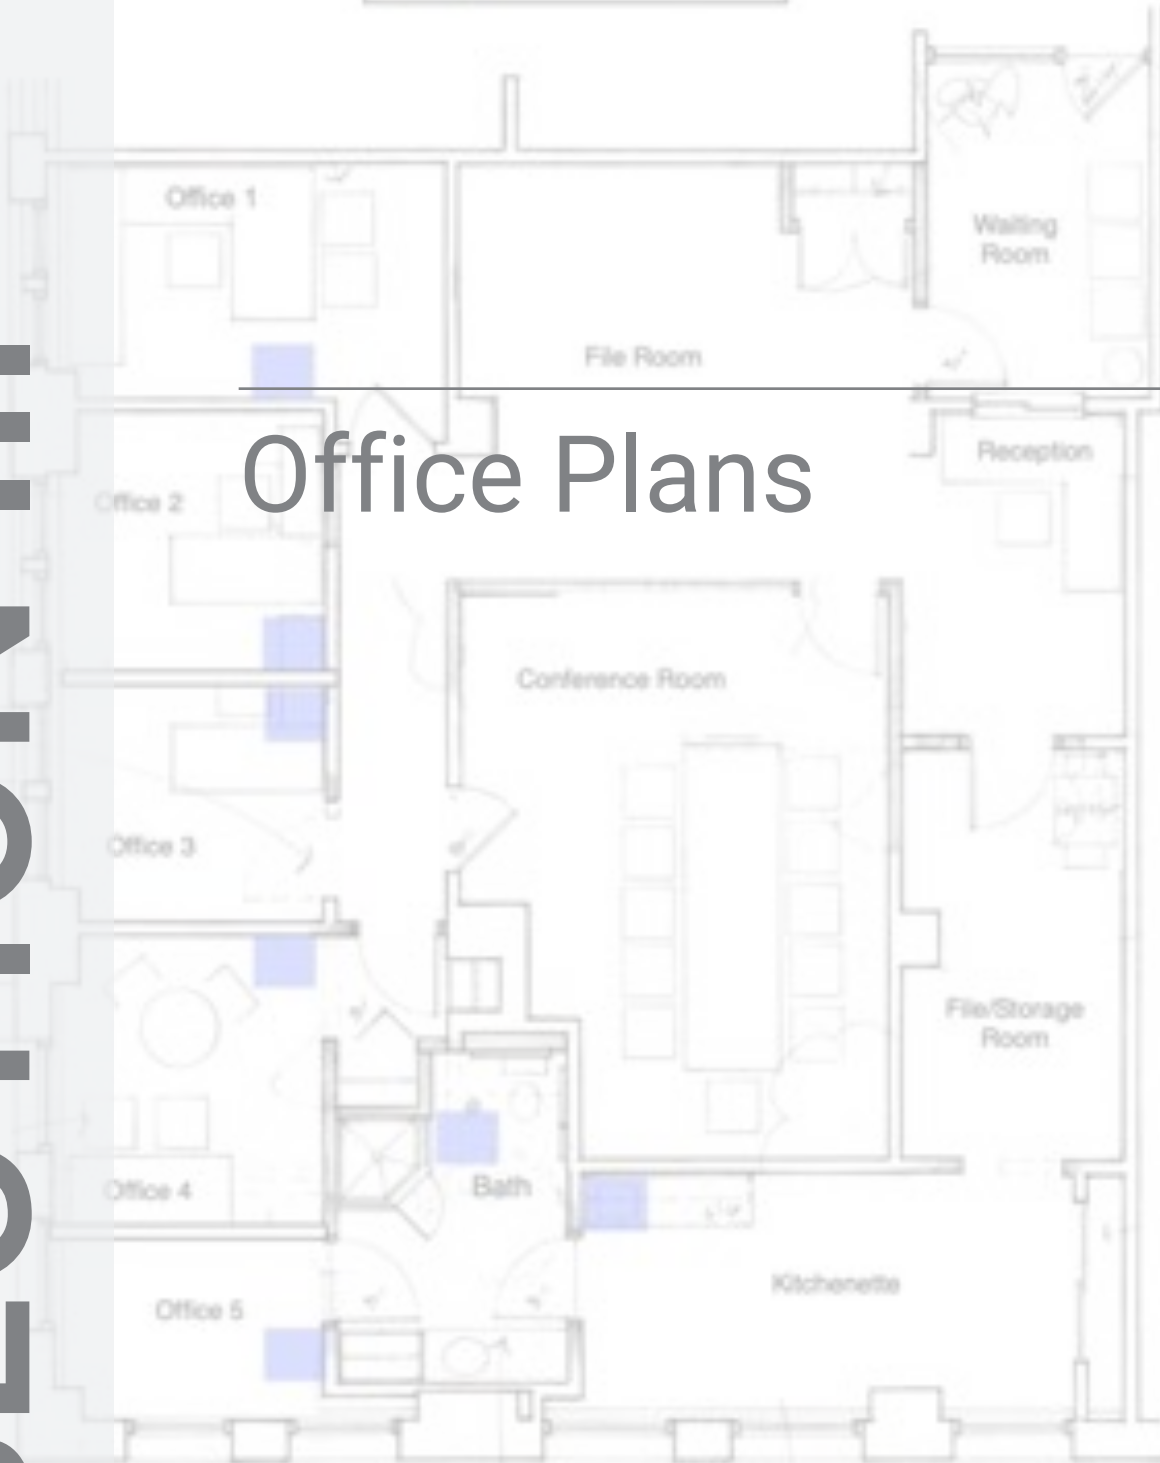 Office 1
Waiting
Room
File Room
Office Plans
Reception
Office 2
Conference Room
Office 3
File/Storage
Room
Office 4
Bath
Kitchenette
Office 5